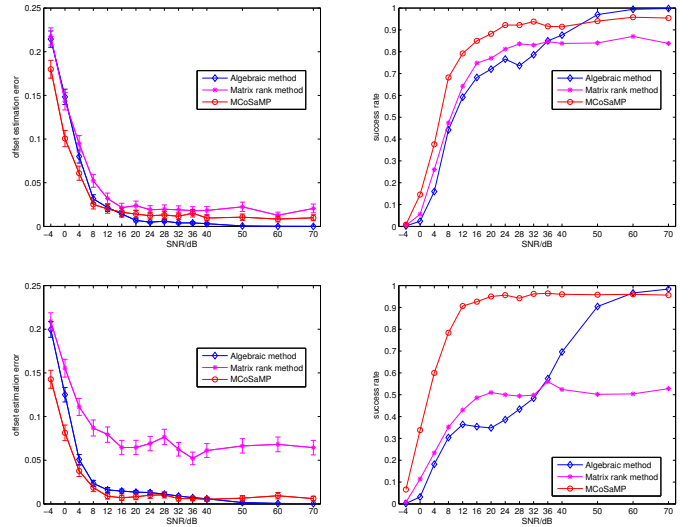 0.25
0.2
0.15
0.1
0.05
0
offset estimation error
−4 0 4 8 12 16 20 24 28 32 36 40 50 60 70
SNR/dB
Algebraic method
Matrix rank method
MCoSaMP
1
0.9
0.8
0.7
0.6
0.5
0.4
0.3
0.2
0.1
0
success rate
−4 0 4 8 12 16 20 24 28 32 36 40 50 60 70
SNR/dB
Algebraic method
Matrix rank method
MCoSaMP
0.25
0.2
0.15
0.1
0.05
0
offset estimation error
−4 0 4 8 12 16 20 24 28 32 36 40 50 60 70
SNR/dB
Algebraic method
Matrix rank method
MCoSaMP
1
0.9
0.8
0.7
0.6
0.5
0.4
0.3
0.2
0.1
0
success rate
−4 0 4 8 12 16 20 24 28 32 36 40 50 60 70
SNR/dB
Algebraic method
Matrix rank method
MCoSaMP